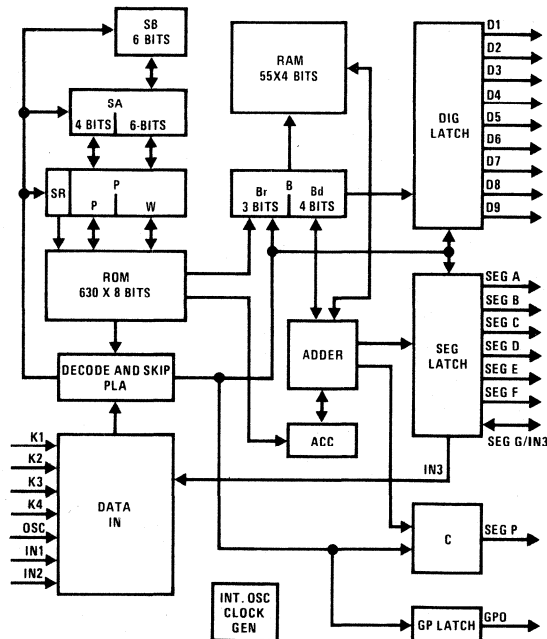 SB
6 BITS
SA
4 BITS 6-BITS
SR P
P W
ROM
630 X 8 BITS
DECODE AND SKIP
PLA
K1
K2
K3
K4
OSC
IN1
IN2
DATA
IN
INT. OSC
CLOCK
GEN
RAM
55X4 BITS
Br B Bd
3 BITS 4 BITS
ADDER
ACC
IN3
DIG
LATCH
D1
D2
D3
D4
D5
D6
D7
D8
D9
SEG
LATCH
SEG A
SEG B
SEG C
SEG D
SEG E
SEG F
SEG G/IN3
C
SEG P
GP LATCH
GPO